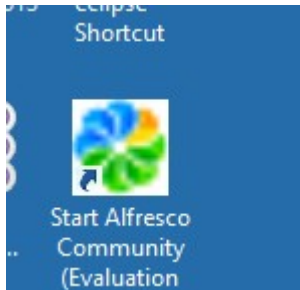 Eclipse
Shortcut
Start Alfresco
Community
(Evaluation
..